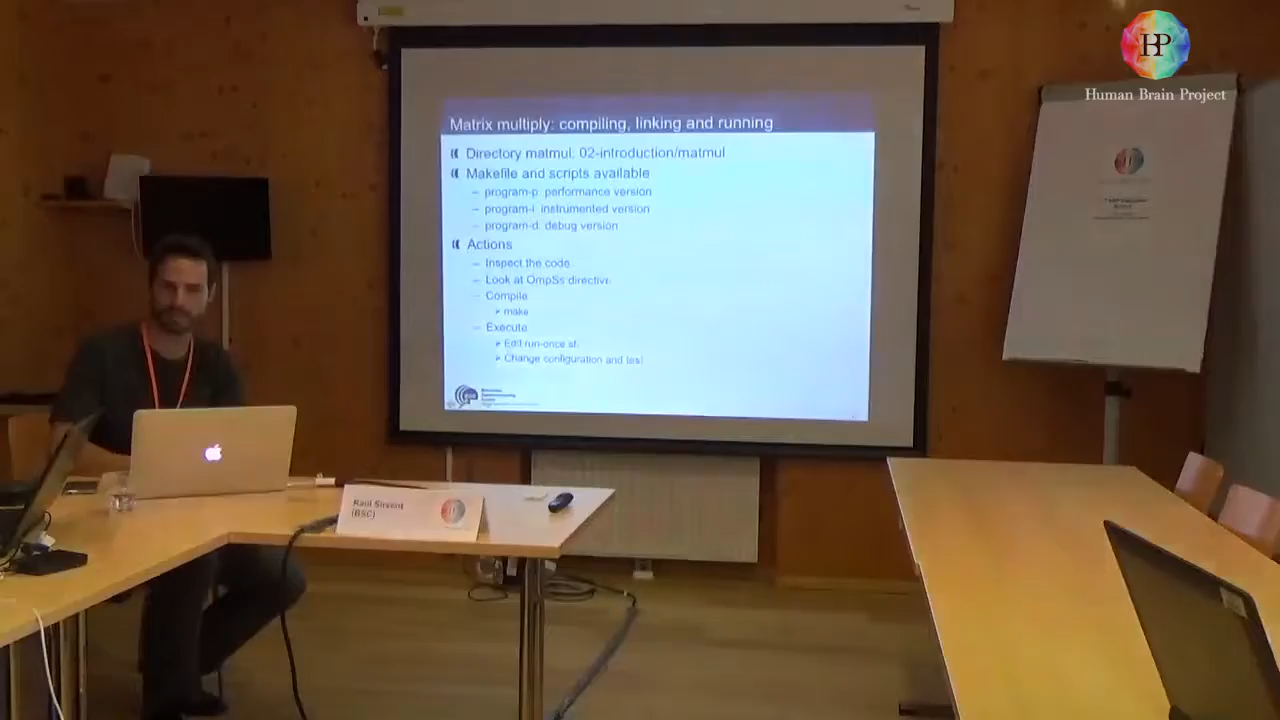 HBP
Human Brain Project
Matrix multiply: compiling, linking and running
Directory matmul: 02-introduction/matmul
Makefile and scripts available
– program-p: performance version
– program-i: instrumented version
– program-d: debug version
Actions
– Inspect the code
– Look at OmpSs directive
– Compile
➤ make
– Execute
➤ Edit run-once.sh
➤ Change configuration and test
Raül Sirvent
(BSC)